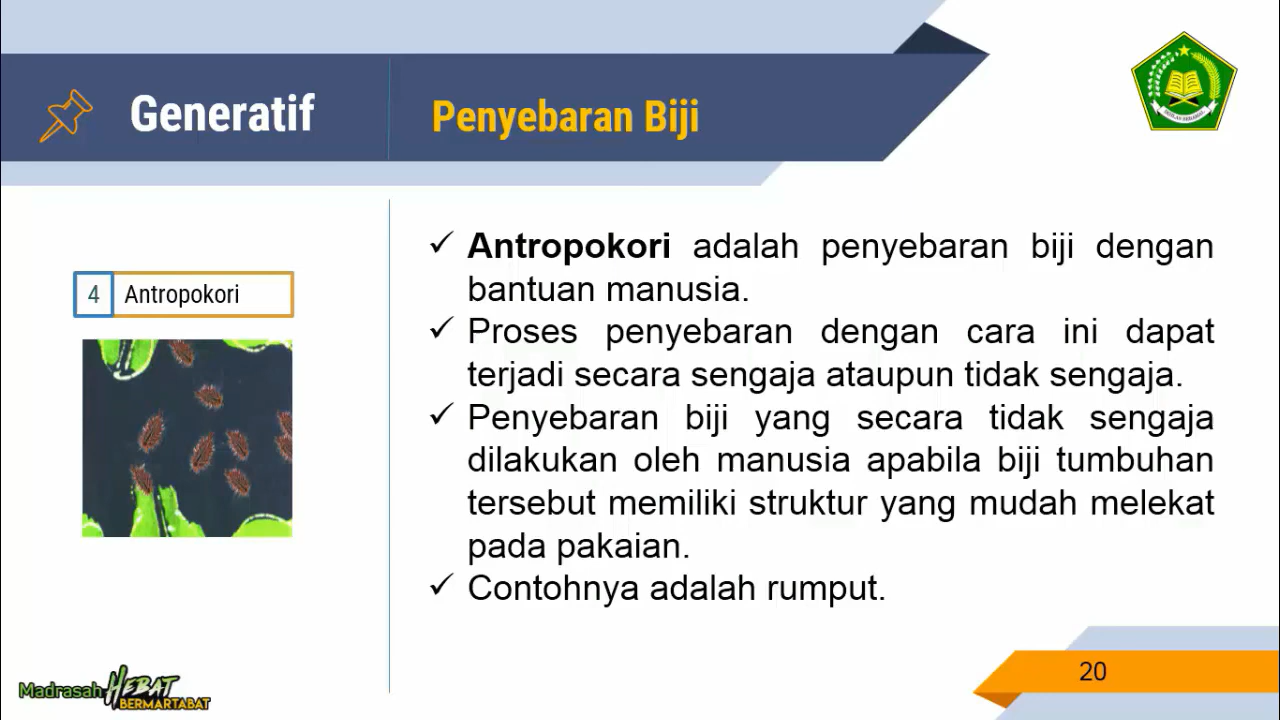 Generatif
Penyebaran Biji
4 Antropokori
✓ Antropokori adalah penyebaran biji dengan
bantuan manusia.
✓ Proses penyebaran dengan cara ini dapat
terjadi secara sengaja ataupun tidak sengaja.
✓ Penyebaran biji yang secara tidak sengaja
dilakukan oleh manusia apabila biji tumbuhan
tersebut memiliki struktur yang mudah melekat
pada pakaian.
✓ Contohnya adalah rumput.
Madrasah HEBAT
BERMARTABAT
20